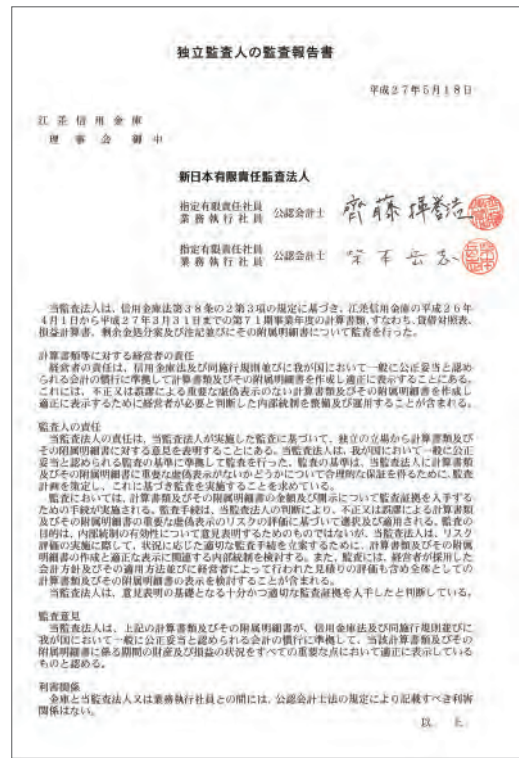 独立監査人の監査報告書
平成27年5月18日
江差信用金庫
理事会 御中
新日本有限責任監査法人
指定有限責任社員
業務執行社員 公認会計士 齊藤揮誉浩
指定有限責任社員
業務執行社員 公認会計士
当監査法人は、信用金庫法第38条の2第3項の規定に基づき、江差信用金庫の平成26年
4月1日から平成27年3月31日までの第71期事業年度の計算書類、すなわち、貸借対照表、
損益計算書、剰余金処分案及び注記並びにその附属明細書について監査を行った。
計算書類等に対する経営者の責任
経営者の責任は、信用金庫法及び同施行規則並びに我が国において一般に公正妥当と認め
られる会計の慣行に準拠して計算書類及びその附属明細書を作成し適正に表示することにある。
これには、不正又は誤謬による重要な虚偽表示のない計算書類及びその附属明細書を作成し
適正に表示するために経営者が必要と判断した内部統制を整備及び運用することが含まれる。
監査人の責任
当監査法人の責任は、当監査法人が実施した監査に基づいて、独立の立場から計算書類及び
その附属明細書に対する意見を表明することにある。当監査法人は、我が国において一般に公正
妥当と認められる監査の基準に準拠して監査を行った。監査の基準は、当監査法人に計算書類
及びその附属明細書に重要な虚偽表示がないかどうかについて合理的な保証を得るために、監査
計画を策定し、これに基づき監査を実施することを求めている。
監査においては、計算書類及びその附属明細書の金額及び開示について監査証拠を入手する
ための手続が実施される。監査手続は、当監査法人の判断により、不正又は誤謬による計算書類
及びその附属明細書の重要な虚偽表示のリスクの評価に基づいて選択及び適用される。監査の
目的は、内部統制の有効性について意見表明するためのものではないが、当監査法人は、リスク
評価の実施に際して、状況に応じた適切な監査手続を立案するために、計算書類及びその附属
明細書の作成と適正な表示に関連する内部統制を検討する。また、監査には、経営者が採用した
会計方針及びその適用方法並びに経営者によって行われた見積りの評価も含め全体としての
計算書類及びその附属明細書の表示を検討することが含まれる。
当監査法人は、意見表明の基礎となる十分かつ適切な監査証拠を入手したと判断している。
監査意見
当監査法人は、上記の計算書類及びその附属明細書が、信用金庫法及び同施行規則並びに
我が国において一般に公正妥当と認められる会計の慣行に準拠して、当該計算書類及びその
附属明細書に係る期間の財産及び損益の状況をすべての重要な点において適正に表示している
ものと認める。
利害関係
金庫と当監査法人又は業務執行社員との間には、公認会計士法の規定により記載すべき利害
関係はない。
以 上